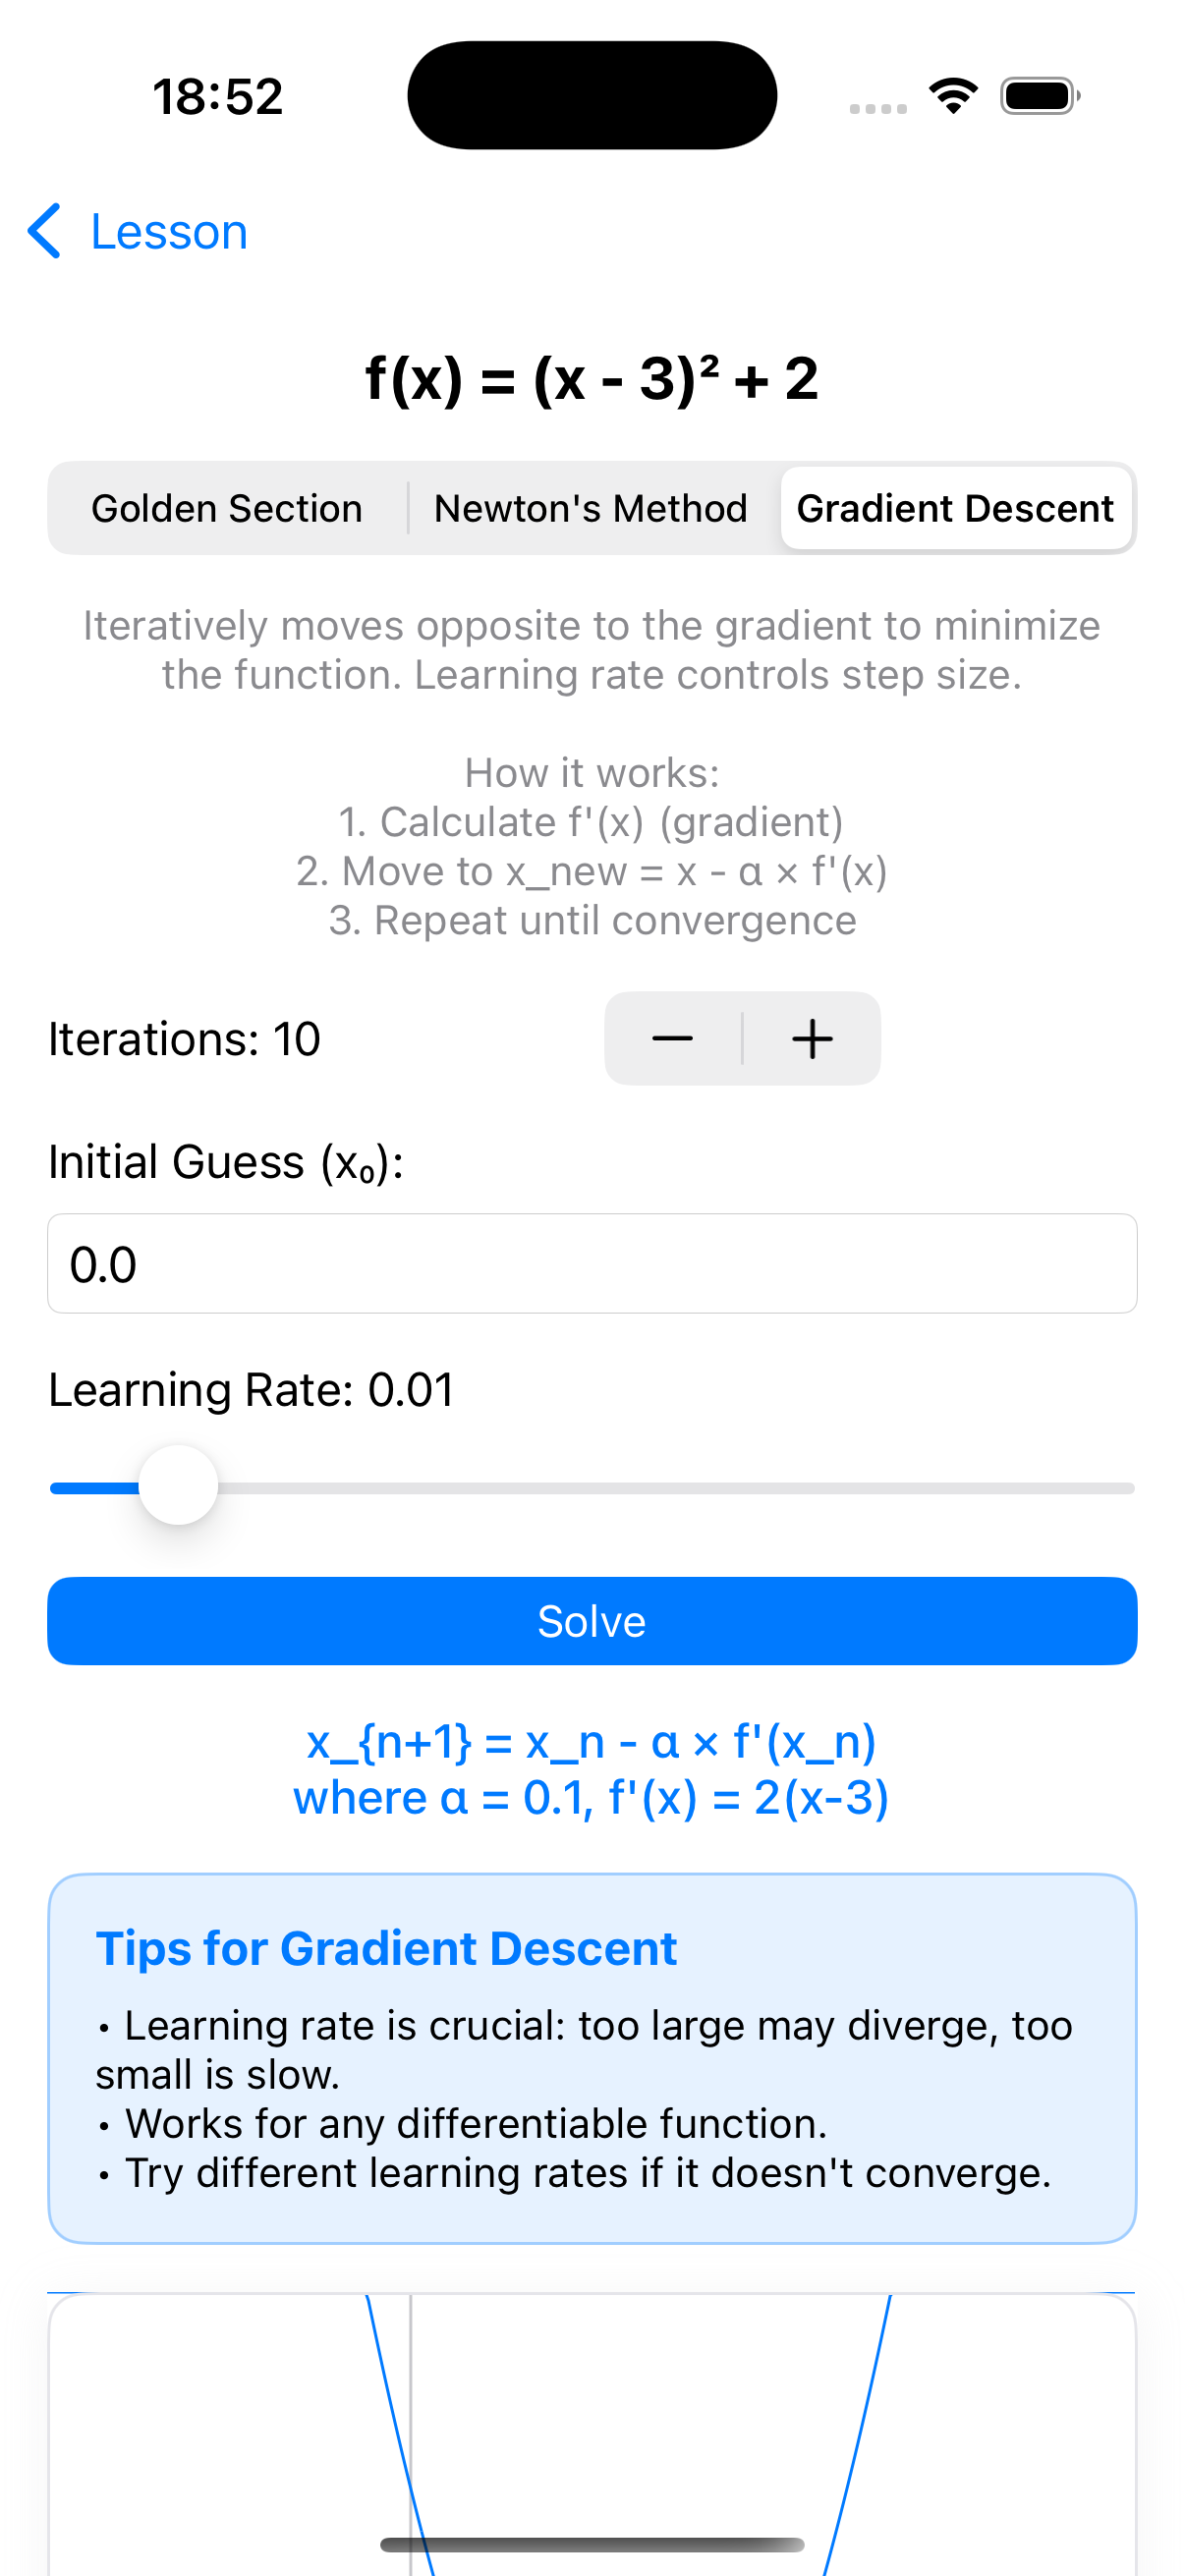 18:52
Lesson
f(x) = (x - 3)² + 2
Golden Section
Newton's Method
Gradient Descent
Iteratively moves opposite to the gradient to minimize
the function. Learning rate controls step size.
How it works:
1. Calculate f'(x) (gradient)
2. Move to x_new = x - α × f'(x)
3. Repeat until convergence
Iterations: 10
− +
Initial Guess (x₀):
0.0
Learning Rate: 0.01
Solve
x_{n+1} = x_n - α × f'(x_n)
where α = 0.1, f'(x) = 2(x-3)
Tips for Gradient Descent
• Learning rate is crucial: too large may diverge, too
small is slow.
• Works for any differentiable function.
• Try different learning rates if it doesn't converge.